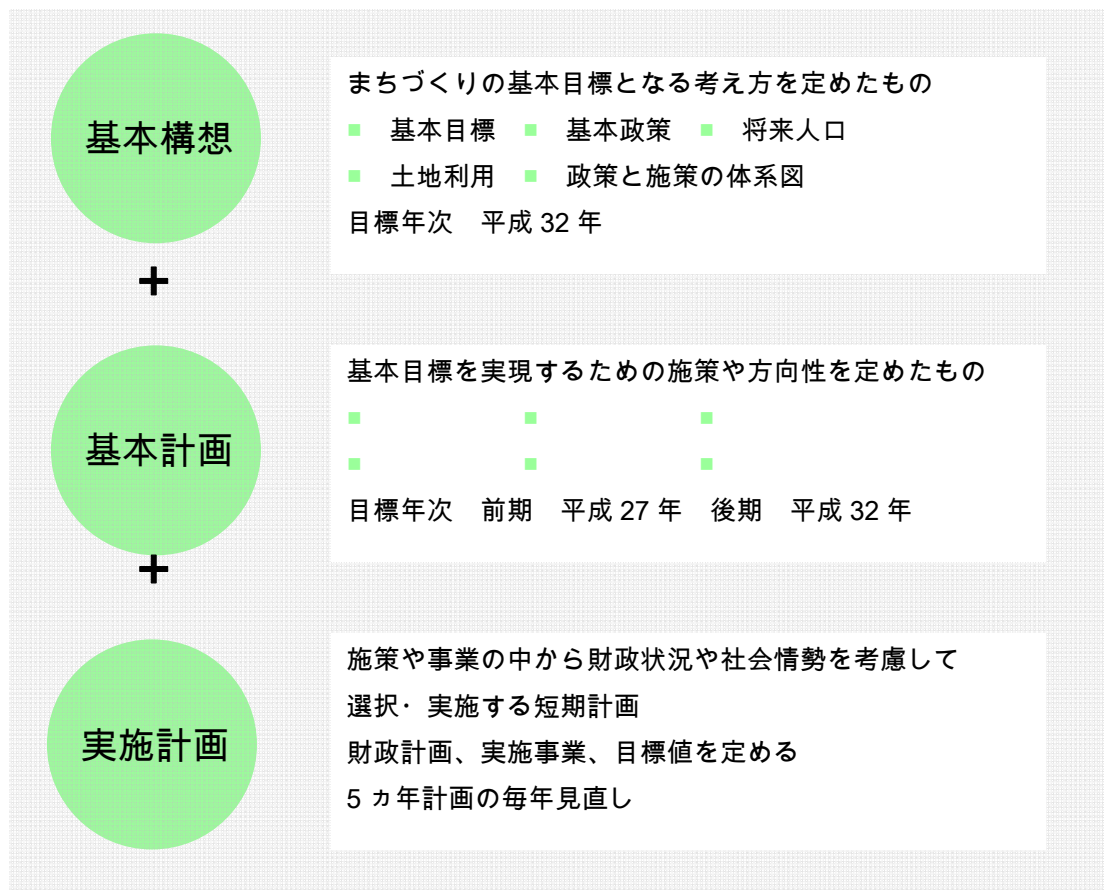 基本構想
まちづくりの基本目標となる考え方を定めたもの
■ 基本目標 ■ 基本政策 ■ 将来人口
■ 土地利用 ■ 政策と施策の体系図
目標年次 平成 32 年
+
基本計画
基本目標を実現するための施策や方向性を定めたもの
■ ■ ■
■ ■ ■
目標年次 前期 平成 27 年 後期 平成 32 年
+
実施計画
施策や事業の中から財政状況や社会情勢を考慮して
選択・実施する短期計画
財政計画、実施事業、目標値を定める
5 ヵ年計画の毎年見直し